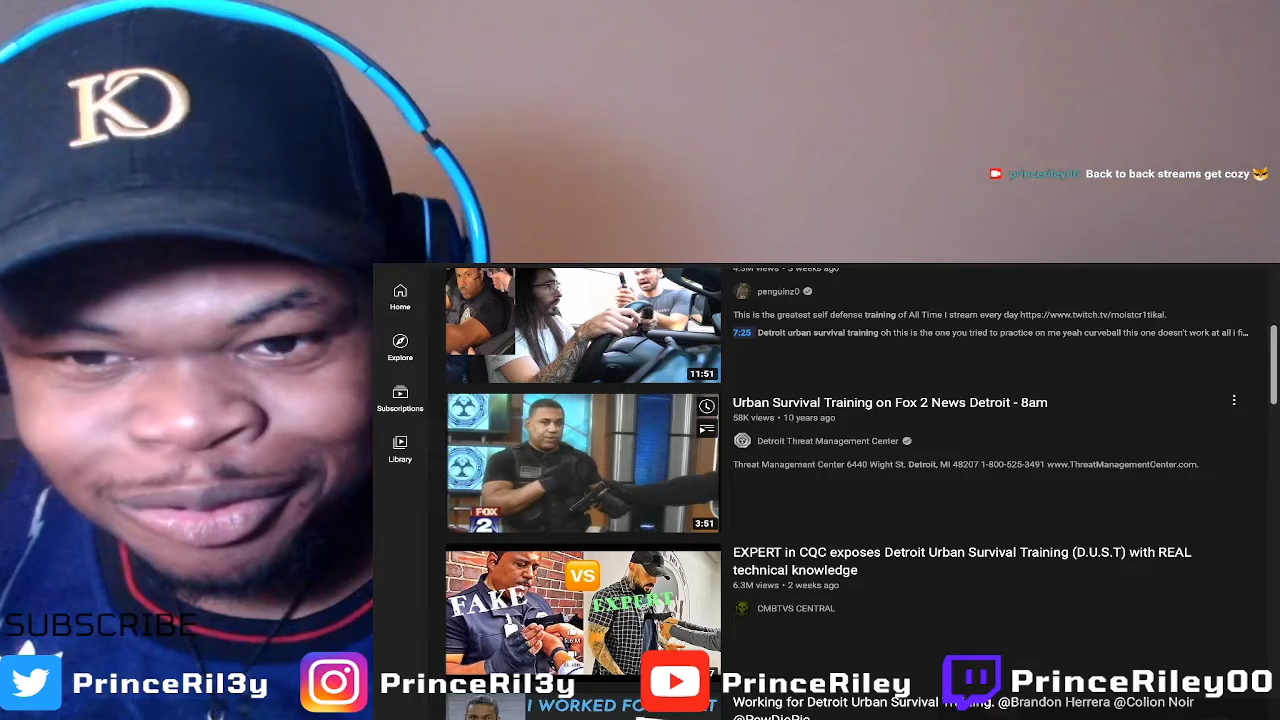 KO
princeriley00 Back to back streams get cozy
4.3M views • 3 weeks ago
Home
penguinz0
This is the greatest self defense training of All Time I stream every day https://www.twitch.tv/moistcr1tikal.
7:25 Detroit urban survival training oh this is the one you tried to practice on me yeah curveball this one doesn't work at all i fi...
Explore
11:51
Subscriptions
Urban Survival Training on Fox 2 News Detroit - 8am
58K views • 10 years ago
Library
Detroit Threat Management Center
Threat Management Center 6440 Wight St. Detroit, MI 48207 1-800-525-3491 www.ThreatManagementCenter.com.
FOX
2
3:51
EXPERT in CQC exposes Detroit Urban Survival Training (D.U.S.T) with REAL
technical knowledge
6.3M views • 2 weeks ago
VS
FAKE
EXPERT
CMBTVS CENTRAL
SUBSCRIBE
PrinceRil3y
PrinceRil3y
PrinceRiley
PrinceRiley00
I WORKED FO
Working for Detroit Urban Survival @Brandon Herrera @Colion Noir
@PewDiePie